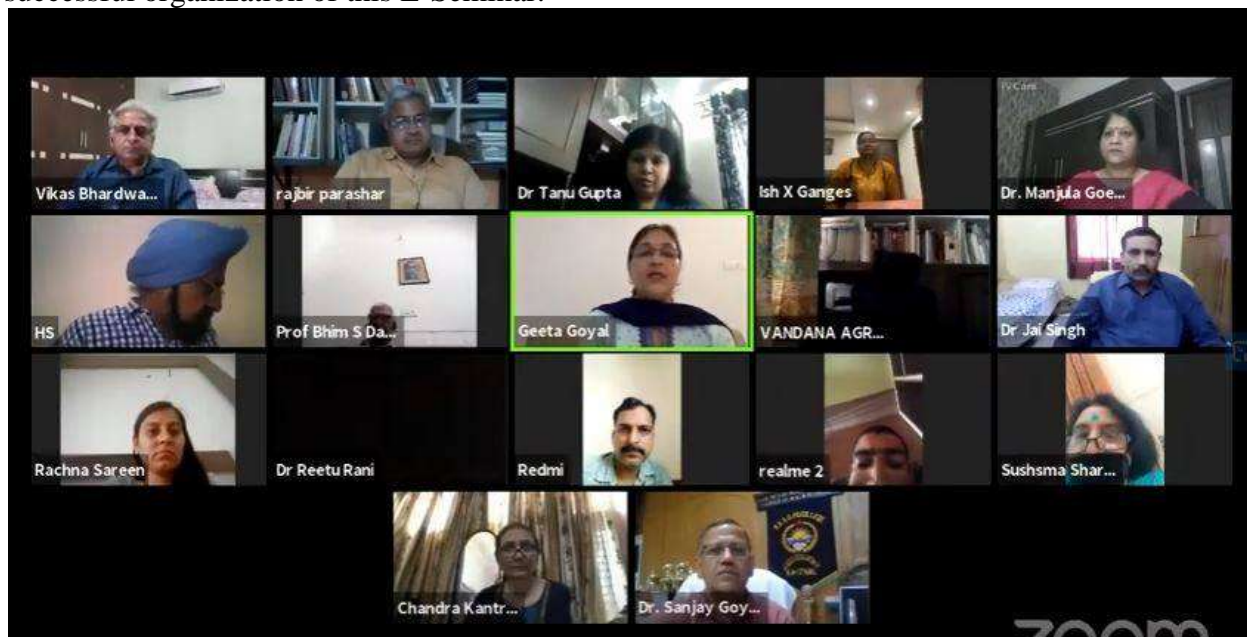 successful organization of this E-Seminar.
Vikas Bhardwa...
rajbir parashar
Dr Tanu Gupta
Ish X Ganges
Dr. Manjula Goe...
HS
Prof Bhim S Da...
Geeta Goyal
VANDANA AGR...
Dr Jai Singh
Rachna Sareen
Dr Reetu Rani
Redmi
realme 2
Sushsma Shar...
Chandra Kantr...
Dr. Sanjay Goy...
zoom